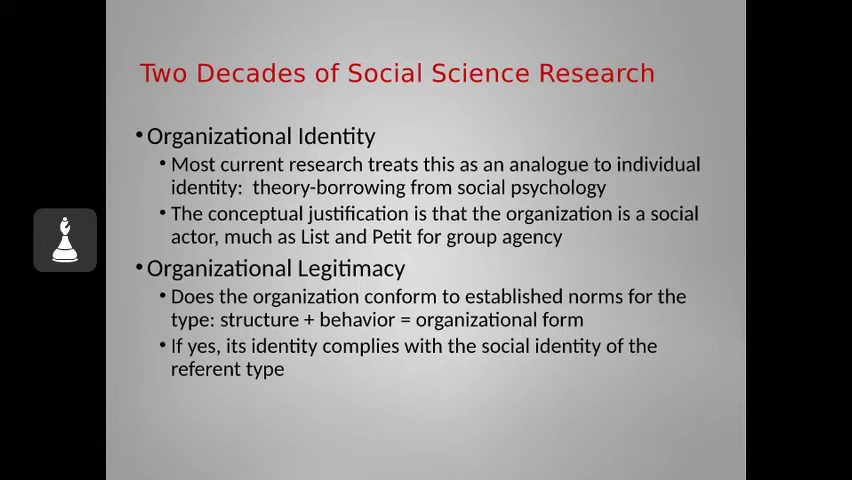 Two Decades of Social Science Research
•Organizational Identity
•Most current research treats this as an analogue to individual
identity:  theory-borrowing from social psychology
•The conceptual justification is that the organization is a social
actor, much as List and Petit for group agency
•Organizational Legitimacy
•Does the organization conform to established norms for the
type: structure + behavior = organizational form
•If yes, its identity complies with the social identity of the
referent type